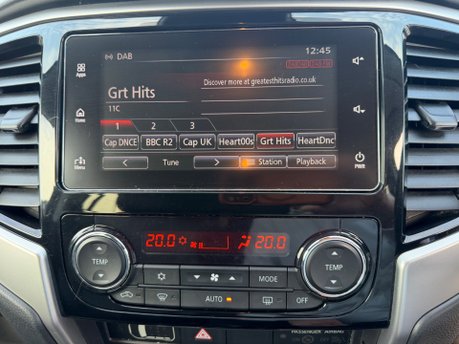 DAB
12:45
Apps
Grt Hits
Discover more at greatesthitsradio.co.uk
11C
Home
1 2 3
Cap DNCE BBC R2 Cap UK Heart00s Grt Hits HeartDnc
Menu
Tune
Station
Playback
PWR
20.0 20.0
TEMP
TEMP
MODE
AUTO
OFF
PASSENGER AIRBAG